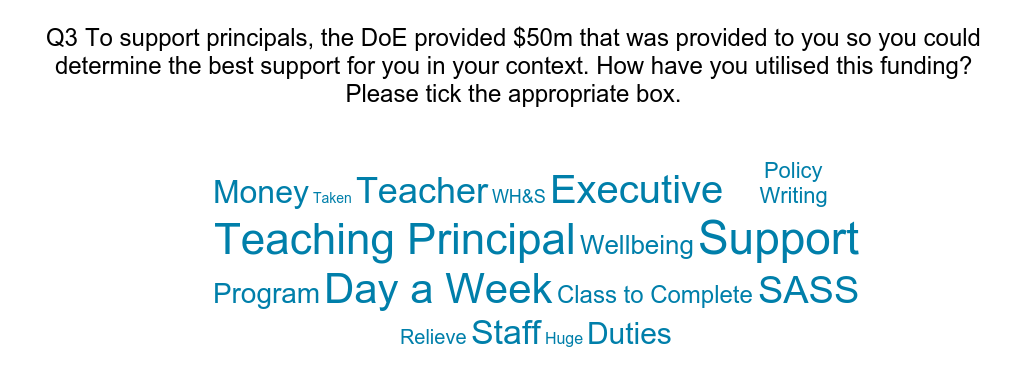 Q3 To support principals, the DoE provided $50m that was provided to you so you could
determine the best support for you in your context. How have you utilised this funding?
Please tick the appropriate box.
Money Taken Teacher WH&S Executive Policy Writing
Teaching Principal Wellbeing Support
Program Day a Week Class to Complete SASS
Relieve Staff Huge Duties